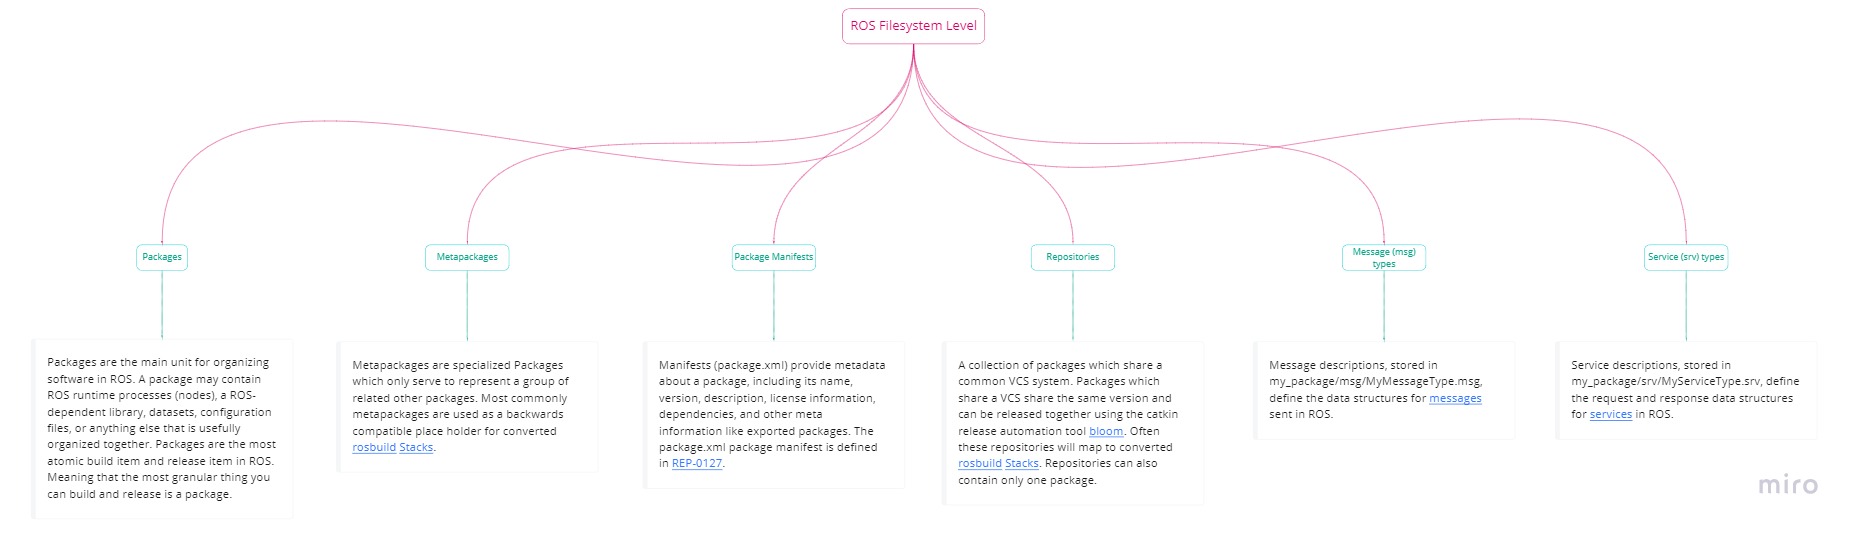 ROS Filesystem Level
Packages
Metapackages
Package Manifests
Repositories
Message (msg)
types
Service (srv) types
Packages are the main unit for organizing
software in ROS. A package may contain
ROS runtime processes (nodes), a ROS-
dependent library, datasets, configuration
files, or anything else that is usefully
organized together. Packages are the most
atomic build item and release item in ROS.
Meaning that the most granular thing you
can build and release is a package.
Metapackages are specialized Packages
which only serve to represent a group of
related other packages. Most commonly
metapackages are used as a backwards
compatible place holder for converted
rosbuild Stacks.
Manifests (package.xml) provide metadata
about a package, including its name,
version, description, license information,
dependencies, and other meta
information like exported packages. The
package.xml package manifest is defined
in REP-0127.
A collection of packages which share a
common VCS system. Packages which
share a VCS share the same version and
can be released together using the catkin
release automation tool bloom. Often
these repositories will map to converted
rosbuild Stacks. Repositories can also
contain only one package.
Message descriptions, stored in
my_package/msg/MyMessageType.msg,
define the data structures for messages
sent in ROS.
Service descriptions, stored in
my_package/srv/MyServiceType.srv, define
the request and response data structures
for services in ROS.
miro